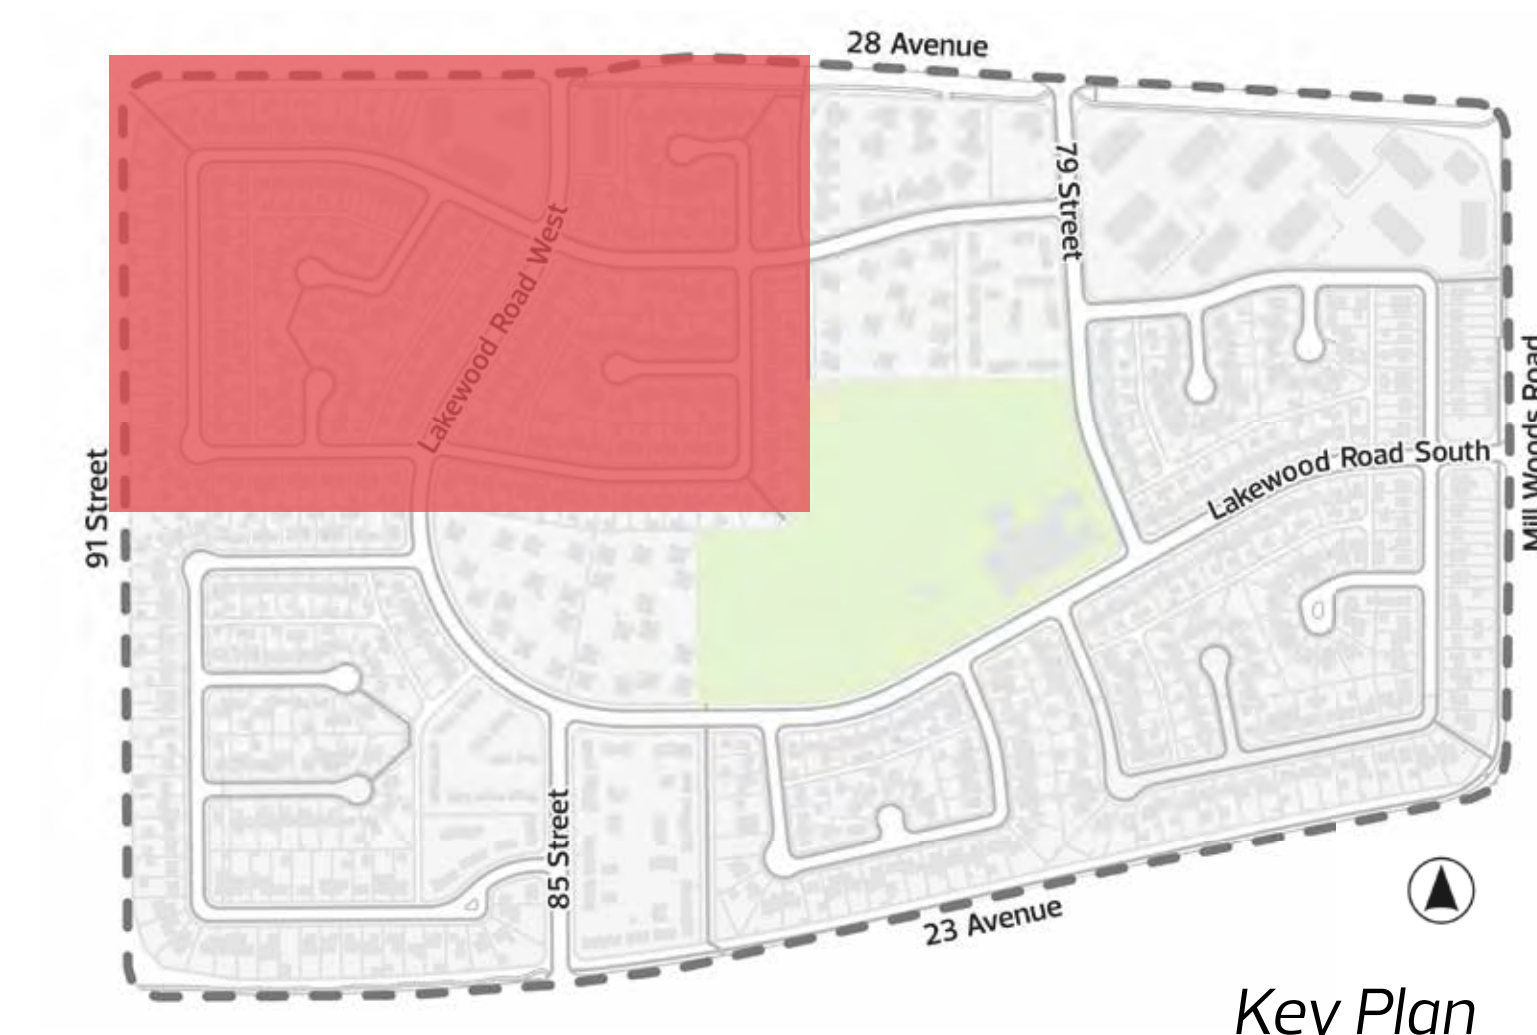 28 Avenue
79 Street
Lakewood Road West
Mill Woods Road
Lakewood Road South
91 Street
85 Street
23 Avenue
Key Plan